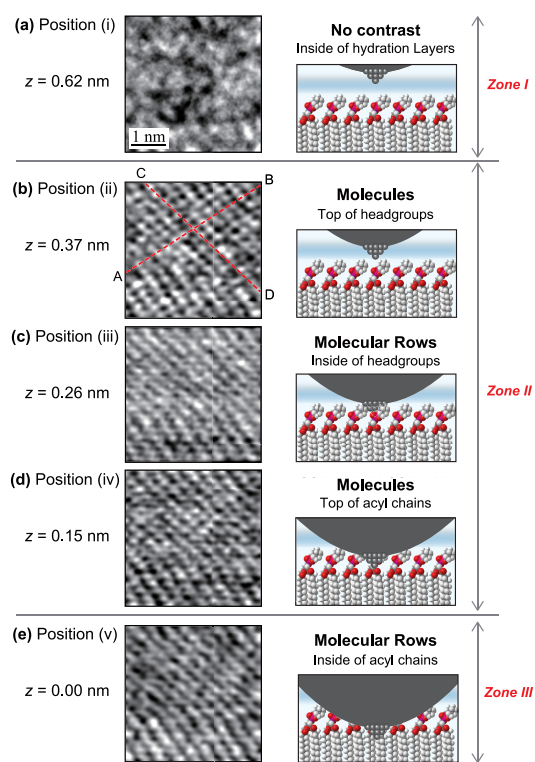 (a) Position (i)
z = 0.62 nm
1 nm
No contrast
Inside of hydration Layers
Zone I
(b) Position (ii)
z = 0.37 nm
C
B
A
D
Molecules
Top of headgroups
(c) Position (iii)
z = 0.26 nm
Molecular Rows
Inside of headgroups
Zone II
(d) Position (iv)
z = 0.15 nm
Molecules
Top of acyl chains
(e) Position (v)
z = 0.00 nm
Molecular Rows
Inside of acyl chains
Zone III